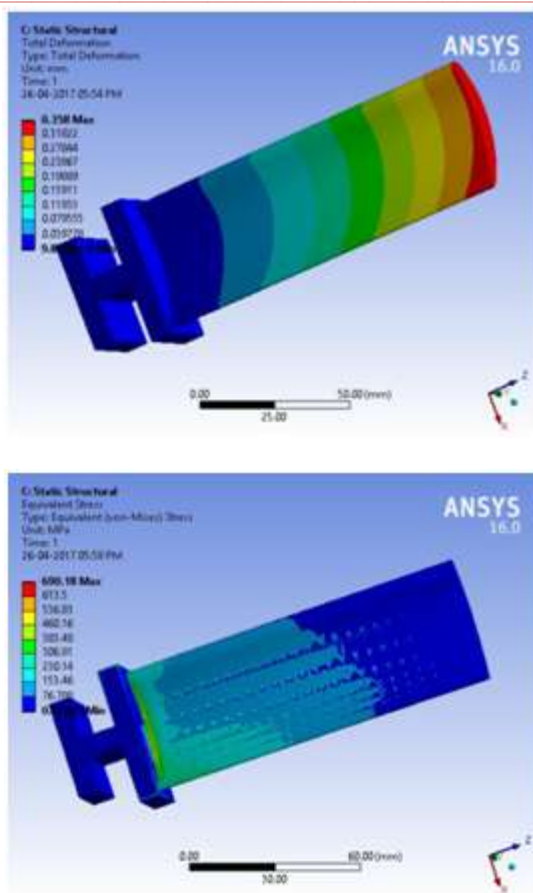 C: Static Structural
Total Deformation
Type: Total Deformation
Unit: mm
Time: 1
26-04-2017 05:54 PM
0.358 Max
0.31822
0.27844
0.23867
0.19889
0.15911
0.11933
0.079555
0.039778
ANSYS
16.0
0.00
50.00 (mm)
25.00
Z
X
C: Static Structural
Equivalent Stress
Type: Equivalent (von-Mises) Stress
Unit: MPa
Time: 1
26-04-2017 05:58 PM
690.18 Max
613.5
536.83
460.16
383.48
306.81
230.14
153.46
Min
ANSYS
16.0
0.00
60.00 (mm)
30.00
Z
X